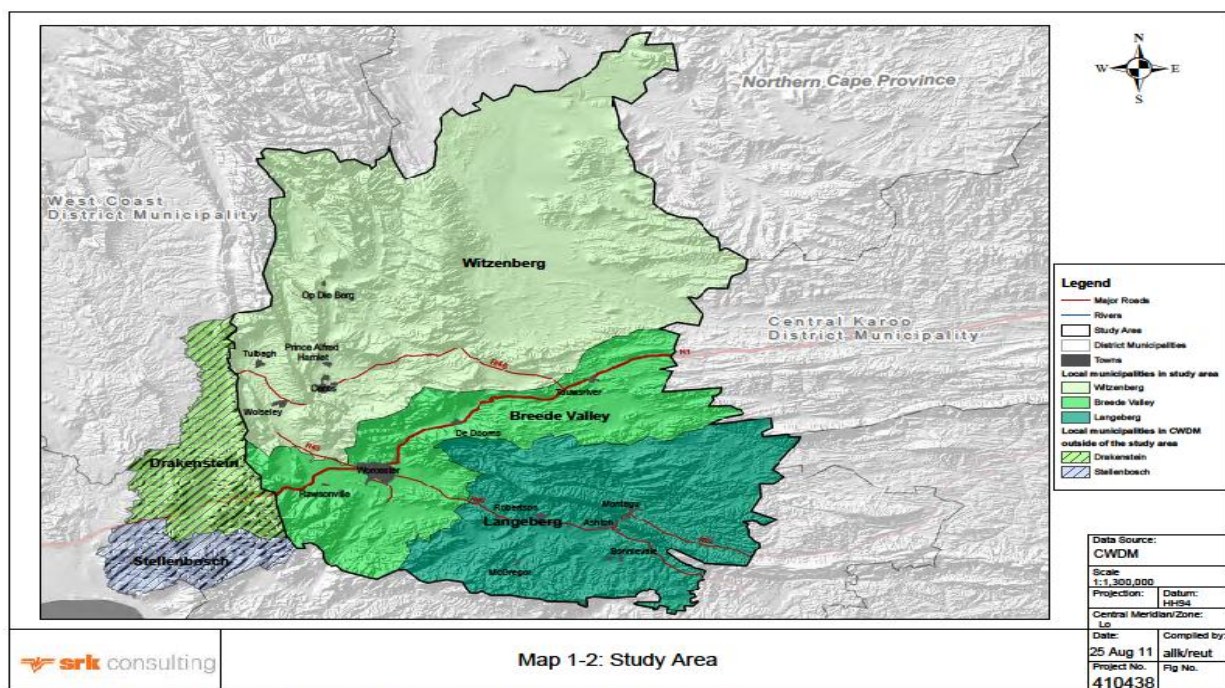 N
W E
S
Northern Cape Province
West Coast
District Municipality
Witzenberg
Op Die Berg
Central Karoo
District Municipality
Tulbagh
Prince Alfred
Hamlet
Ceres
Wolseley
R46
N1
Touwsriver
Breede Valley
De Doorns
R43
Drakenstein
Worcester
Rawsonville
R60
Robertson
Montagu
Langeberg
Ashton
R62
Bonnievale
Stellenbosch
McGregor
Legend
Major Roads
Rivers
Study Area
District Municipalities
Towns
Local municipalities in study area
Witzenberg
Breede Valley
Langeberg
Local municipalities in CWDM
outside of the study area
Drakenstein
Stellenbosch
Data Source:
CWDM
Scale
1:1,300,000
Projection: Datum:
HH94
Central Meridian/Zone:
Lo
Date: Compiled by:
25 Aug 11 allk/reut
Project No. Fig No.
410438
srk consulting
Map 1-2: Study Area